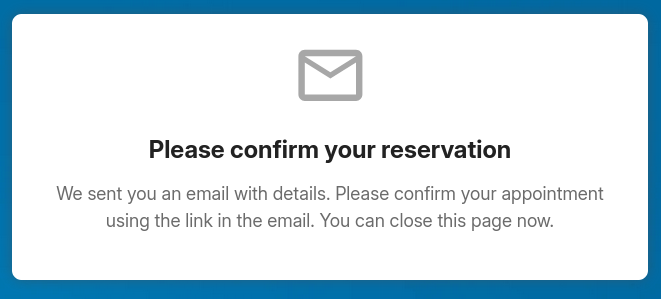 Please confirm your reservation
We sent you an email with details. Please confirm your appointment
using the link in the email. You can close this page now.